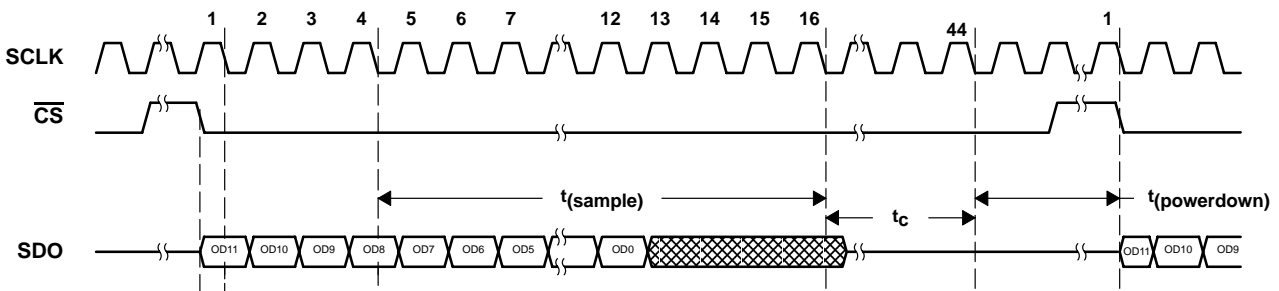 1 2 3 4 5 6 7 12 13 14 15 16 44 1
SCLK
CS
t(sample)
t(powerdown)
tc
SDO
OD11 OD10 OD9 OD8 OD7 OD6 OD5 OD0 OD11 OD10 OD9